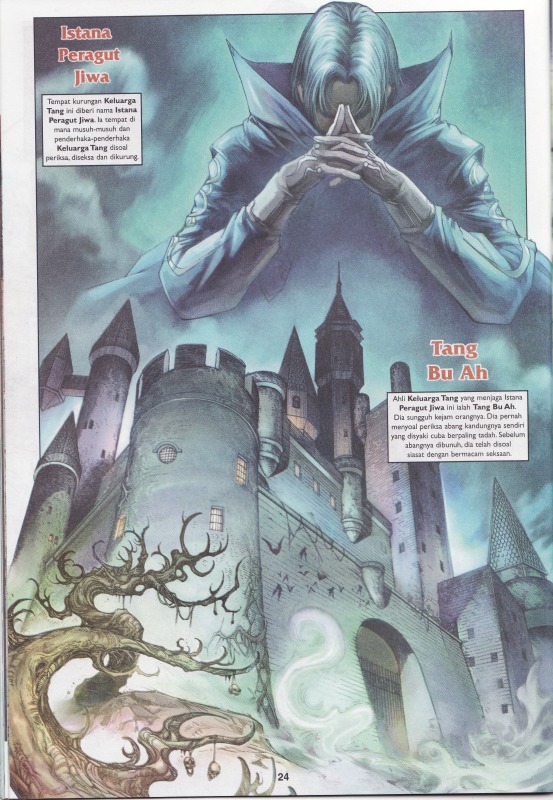 Istana
Peragut
Jiwa
Tempat kurungan Keluarga
Tang ini diberi nama Istana
Peragut Jiwa. Ia tempat di
mana musuh-musuh dan
penderhaka-penderhaka
Keluarga Tang disoal
periksa, diseksa dan dikurung.
Tang
Bu Ah
Ahli Keluarga Tang yang menjaga Istana
Peragut Jiwa ini ialah Tang Bu Ah.
Dia sungguh kejam orangnya. Dia pernah
menyoal periksa abang kandungnya sendiri
yang disyaki cuba berpaling tadah. Sebelum
abangnya dibunuh, dia telah disoal
siasat dengan bermacam seksaan.
24